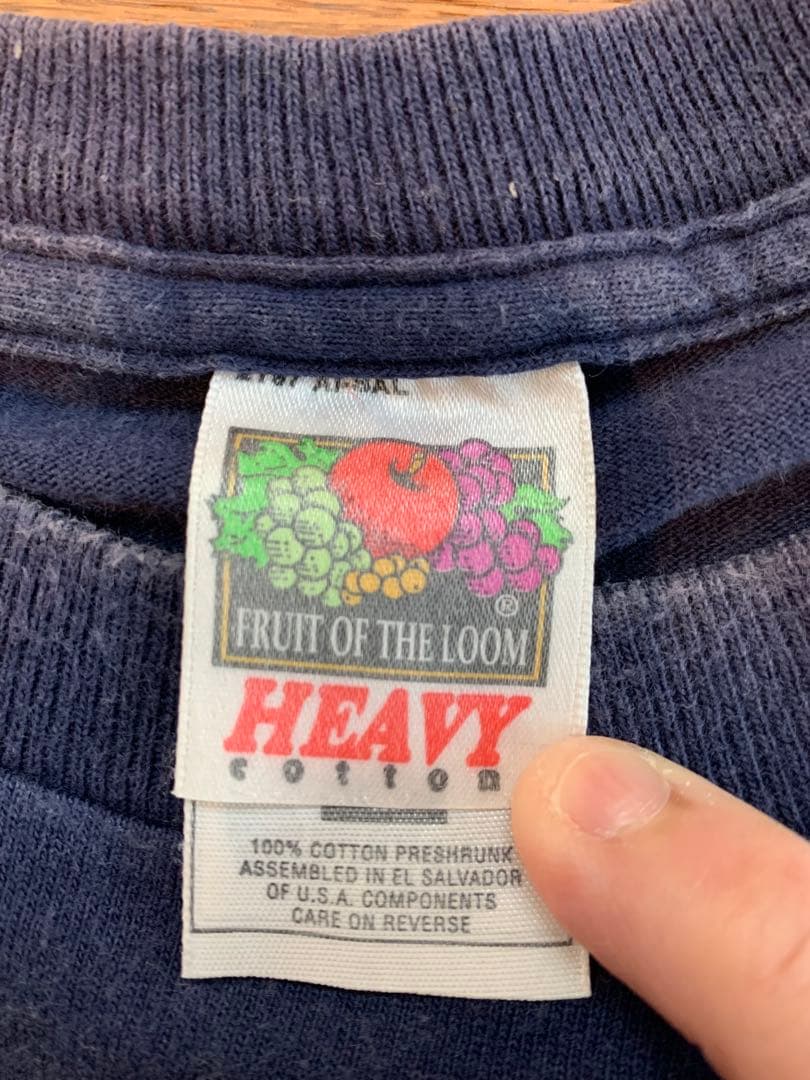 ®
FRUIT OF THE LOOM
HEAVY
cotton
100% COTTON PRESHRUNK
ASSEMBLED IN EL SALVADOR
OF U.S.A. COMPONENTS
CARE ON REVERSE